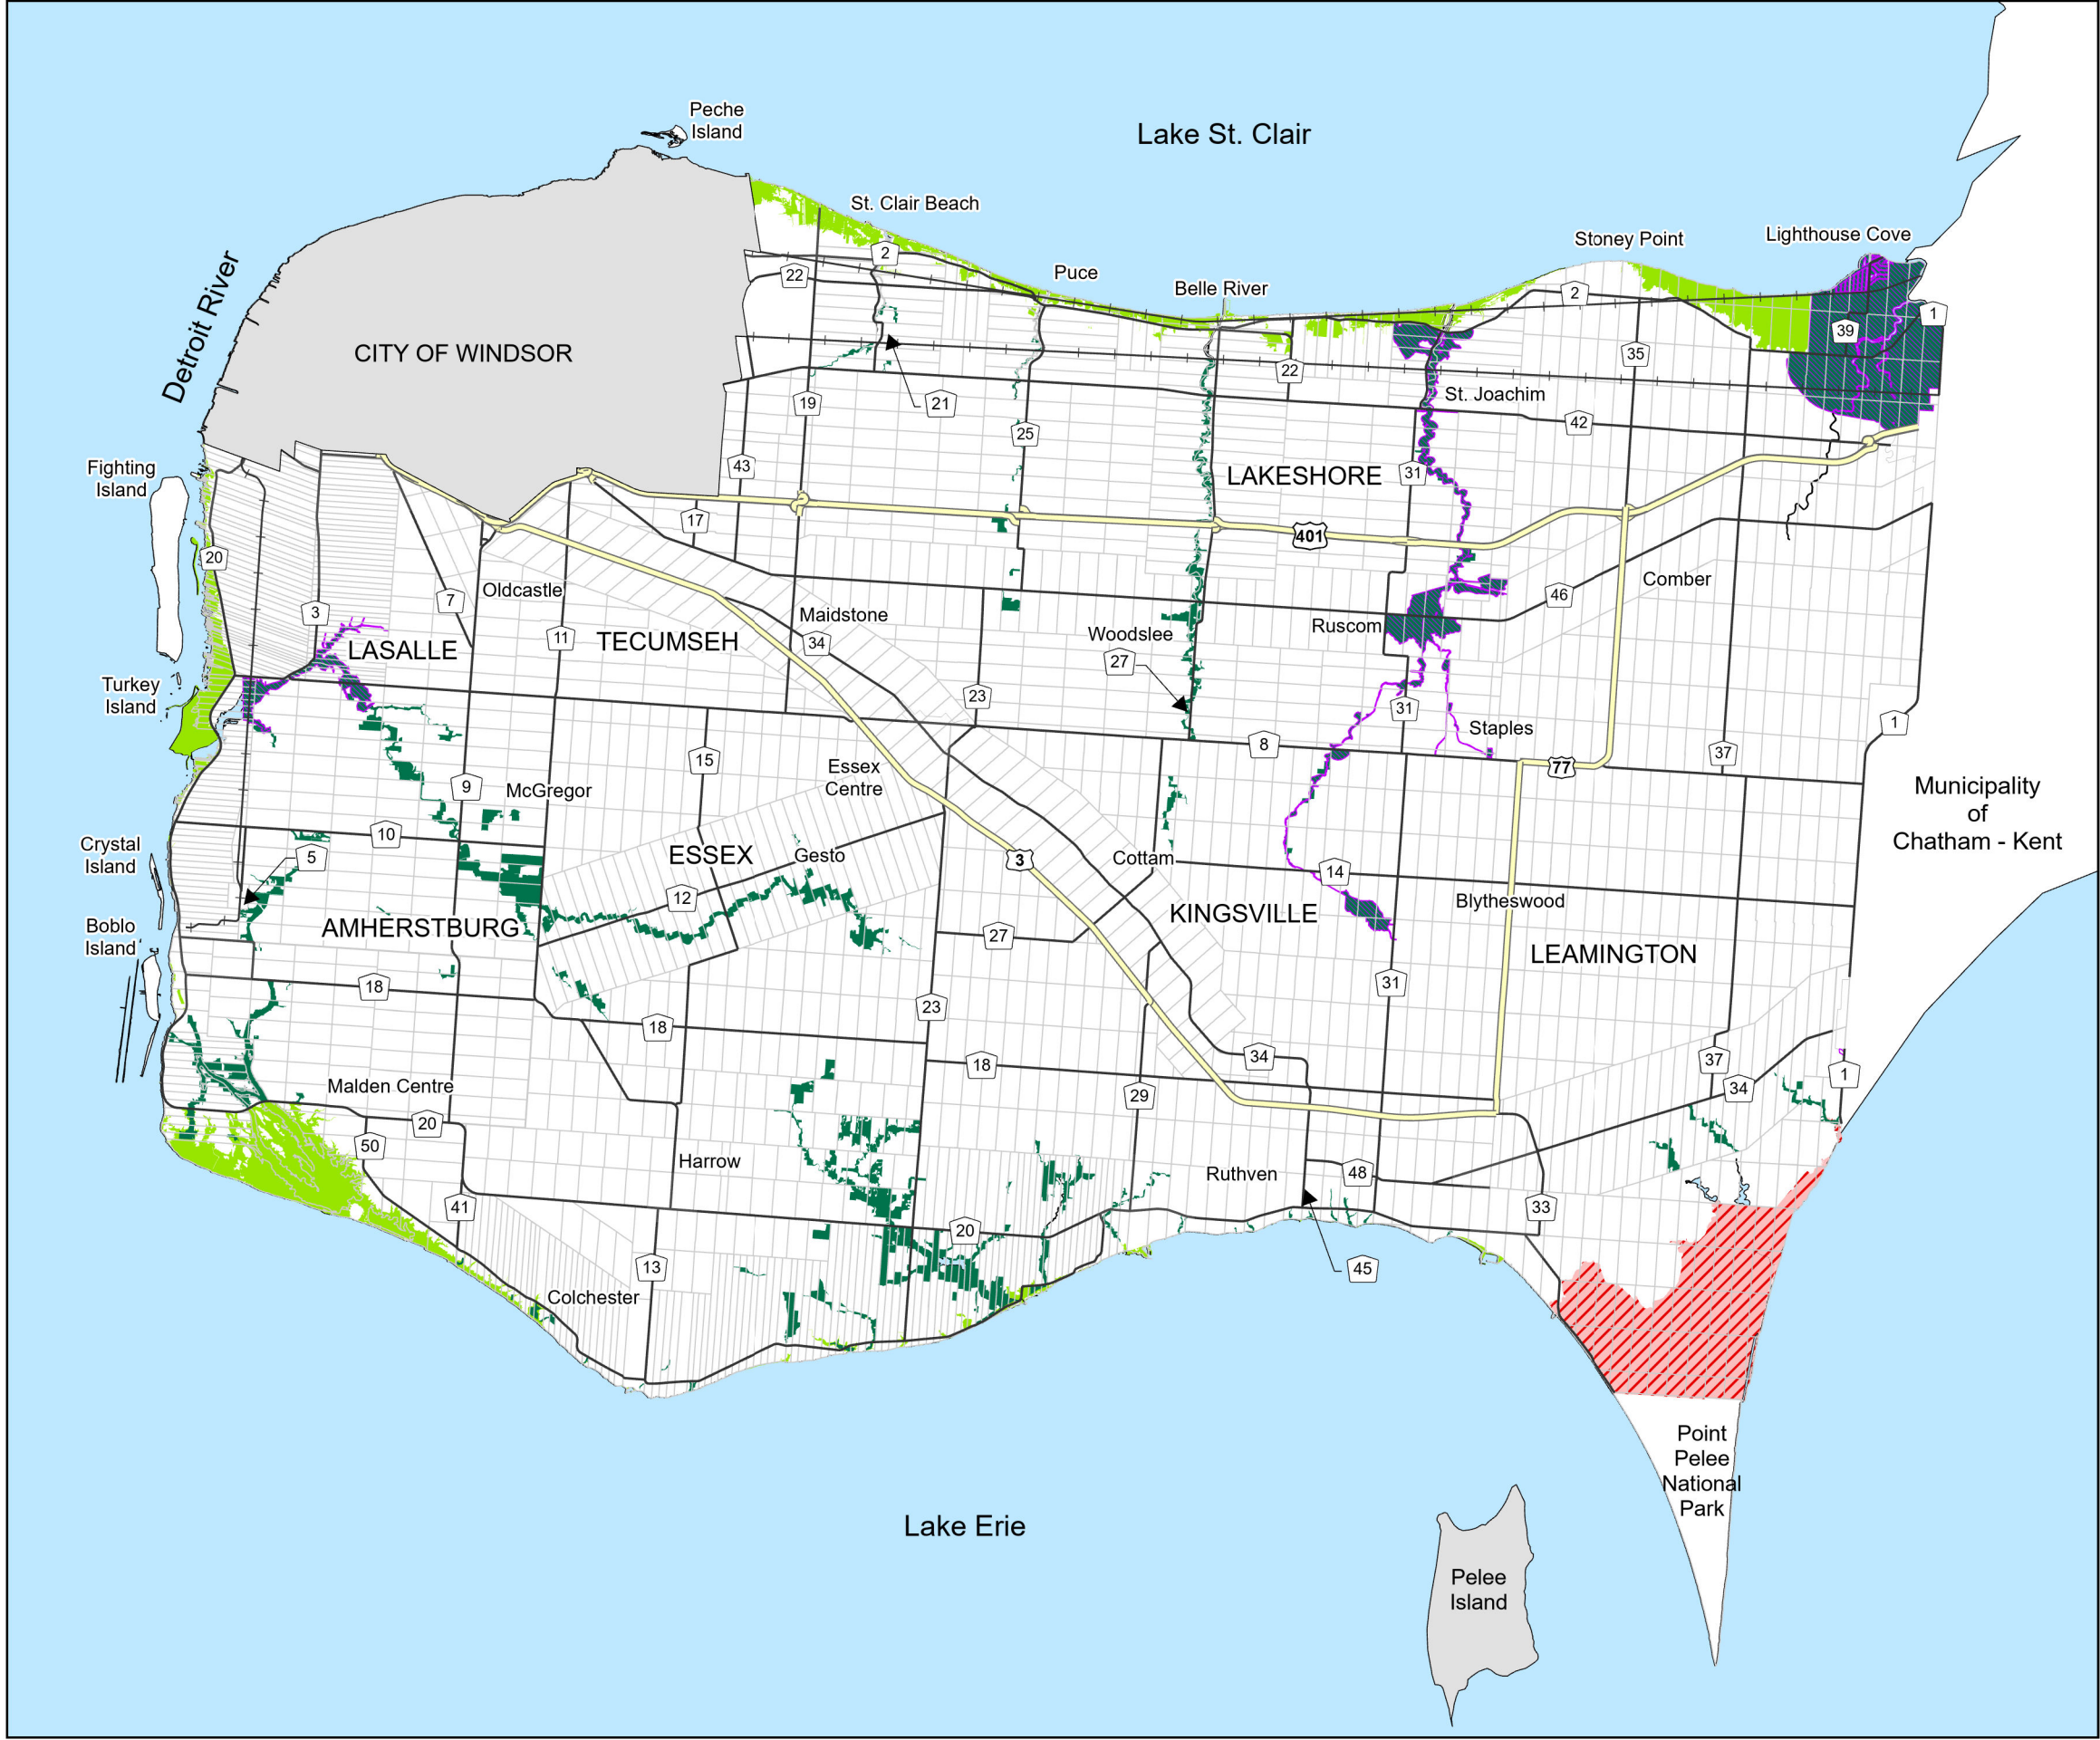 Peche
Island
Lake St. Clair
St. Clair Beach
Lighthouse Cove
Stoney Point
2
Puce
22
Belle River
2
1
39
Detroit River
CITY OF WINDSOR
35
22
St. Joachim
19
21
42
25
Fighting
Island
43
LAKESHORE
31
17
401
20
Oldcastle
Comber
7
46
3
Maidstone
11
TECUMSEH
34
Woodslee
Ruscom
LASALLE
27
Turkey
Island
23
31
1
Staples
8
37
15
77
Essex
Centre
9
McGregor
Municipality
of
Chatham - Kent
10
Crystal
Island
5
ESSEX
Gesto
3
Cottam
14
12
Blytheswood
Boblo
Island
AMHERSTBURG
KINGSVILLE
27
LEAMINGTON
18
31
23
18
34
18
37
1
Malden Centre
34
29
20
50
Harrow
Ruthven
48
41
33
20
13
45
Colchester
Point
Pelee
National
Park
Lake Erie
Pelee
Island